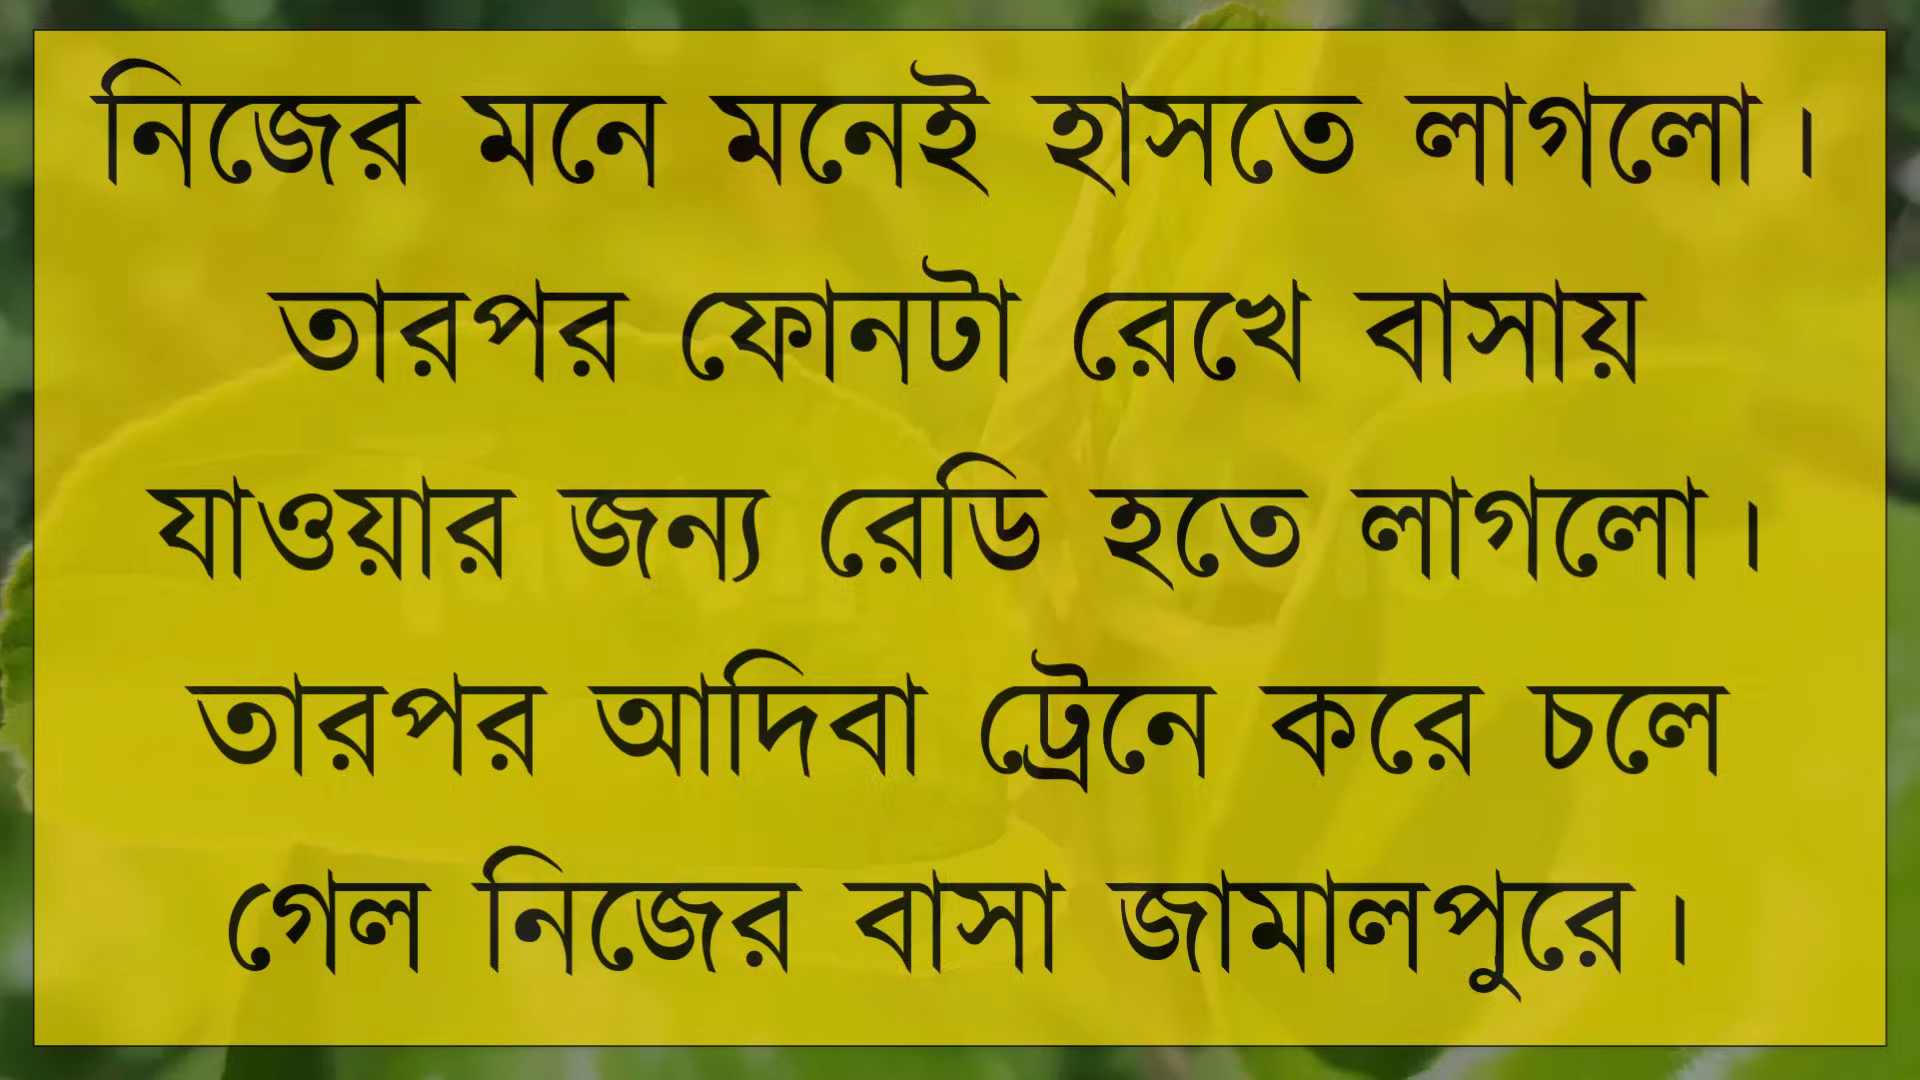 নিজের মনে মনেই হাসতে লাগলো।
তারপর ফোনটা রেখে বাসায়
যাওয়ার জন্য রেডি হতে লাগলো।
তারপর আদিবা ট্রেনে করে চলে
গেল নিজের বাসা জামালপুরে।